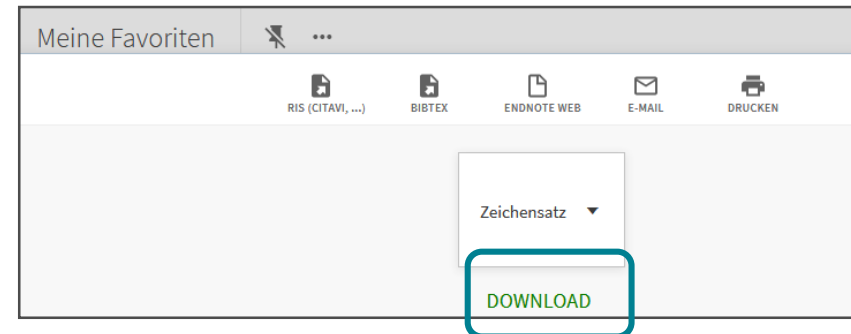 Meine Favoriten
RIS (CITAVI, ...) BIBTEX ENDNOTE WEB E-MAIL DRUCKEN
Zeichensatz
DOWNLOAD